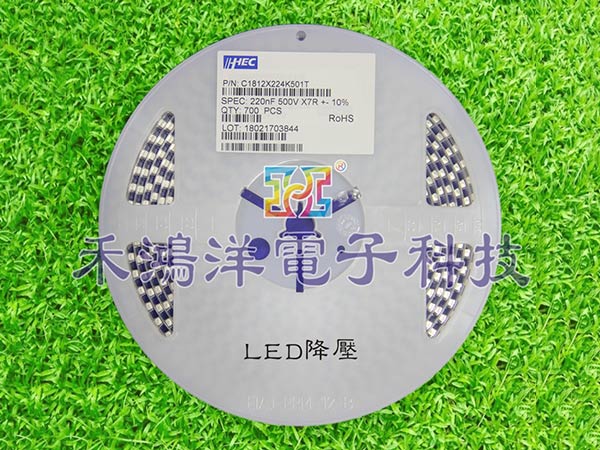 HEC
P/N: C1812X224K501T
SPEC: 220nF 500V X7R +- 10%
QTY: 700 PCS
RoHS
LOT: 18021703844
禾鴻洋電子科技
LED降壓